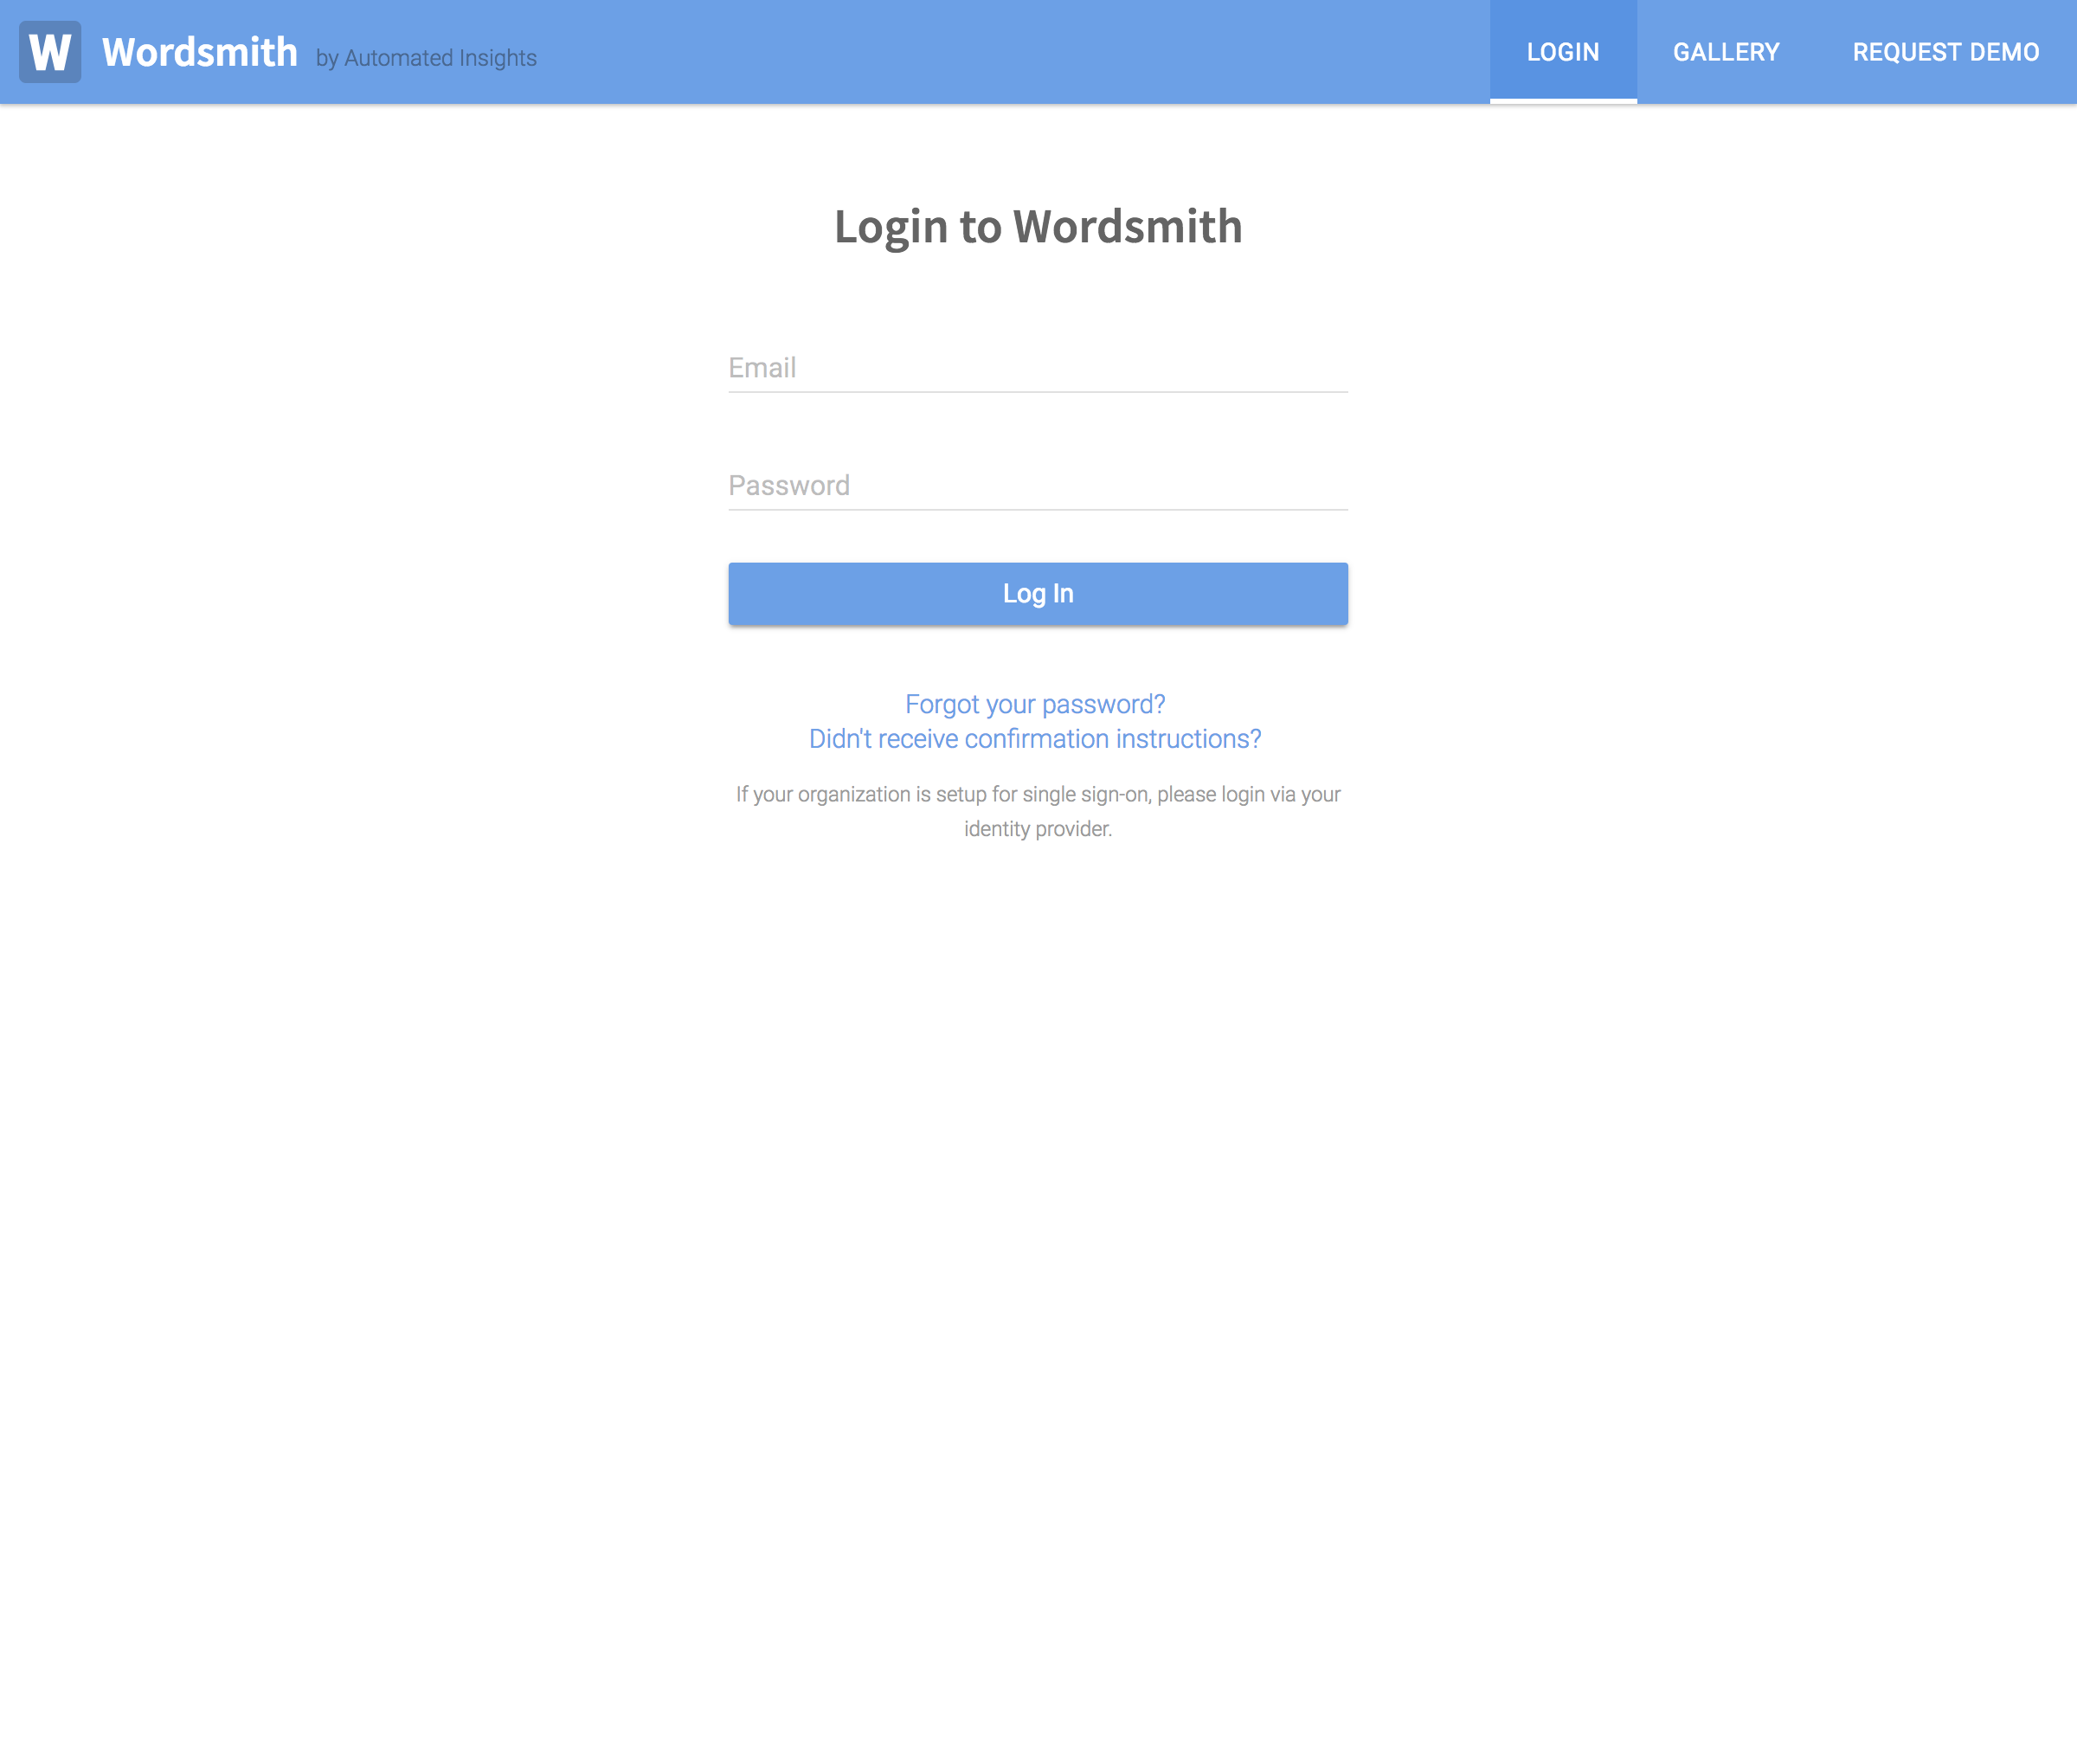 W Wordsmith by Automated Insights LOGIN GALLERY REQUEST DEMO
Login to Wordsmith
Email
Password
Log In
Forgot your password?
Didn't receive confirmation instructions?
If your organization is setup for single sign-on, please login via your
identity provider.